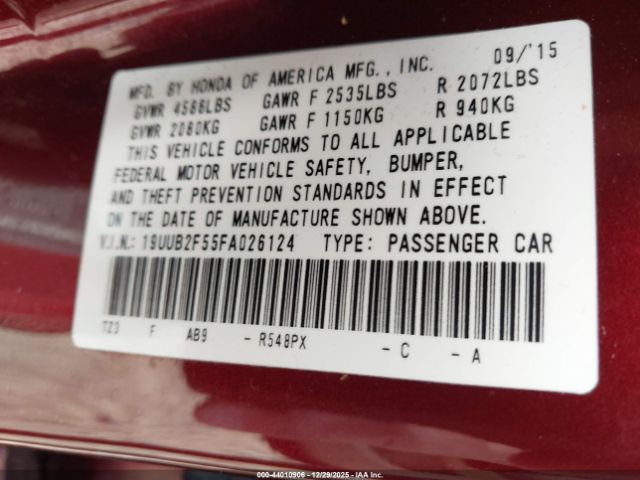 MFD. BY HONDA OF AMERICA MFG., INC. 09/'15
GVWR 4586LBS GAWR F 2535LBS R 2072LBS
GVWR 2080KG GAWR F 1150KG R 940KG
THIS VEHICLE CONFORMS TO ALL APPLICABLE
FEDERAL MOTOR VEHICLE SAFETY, BUMPER,
AND THEFT PREVENTION STANDARDS IN EFFECT
ON THE DATE OF MANUFACTURE SHOWN ABOVE.
V.I.N.: 19UUB2F55FA026124 TYPE: PASSENGER CAR
TZ3 F AB9 - R548PX - C - A
000-44010906 - 12/29/2025 - IAAI INC